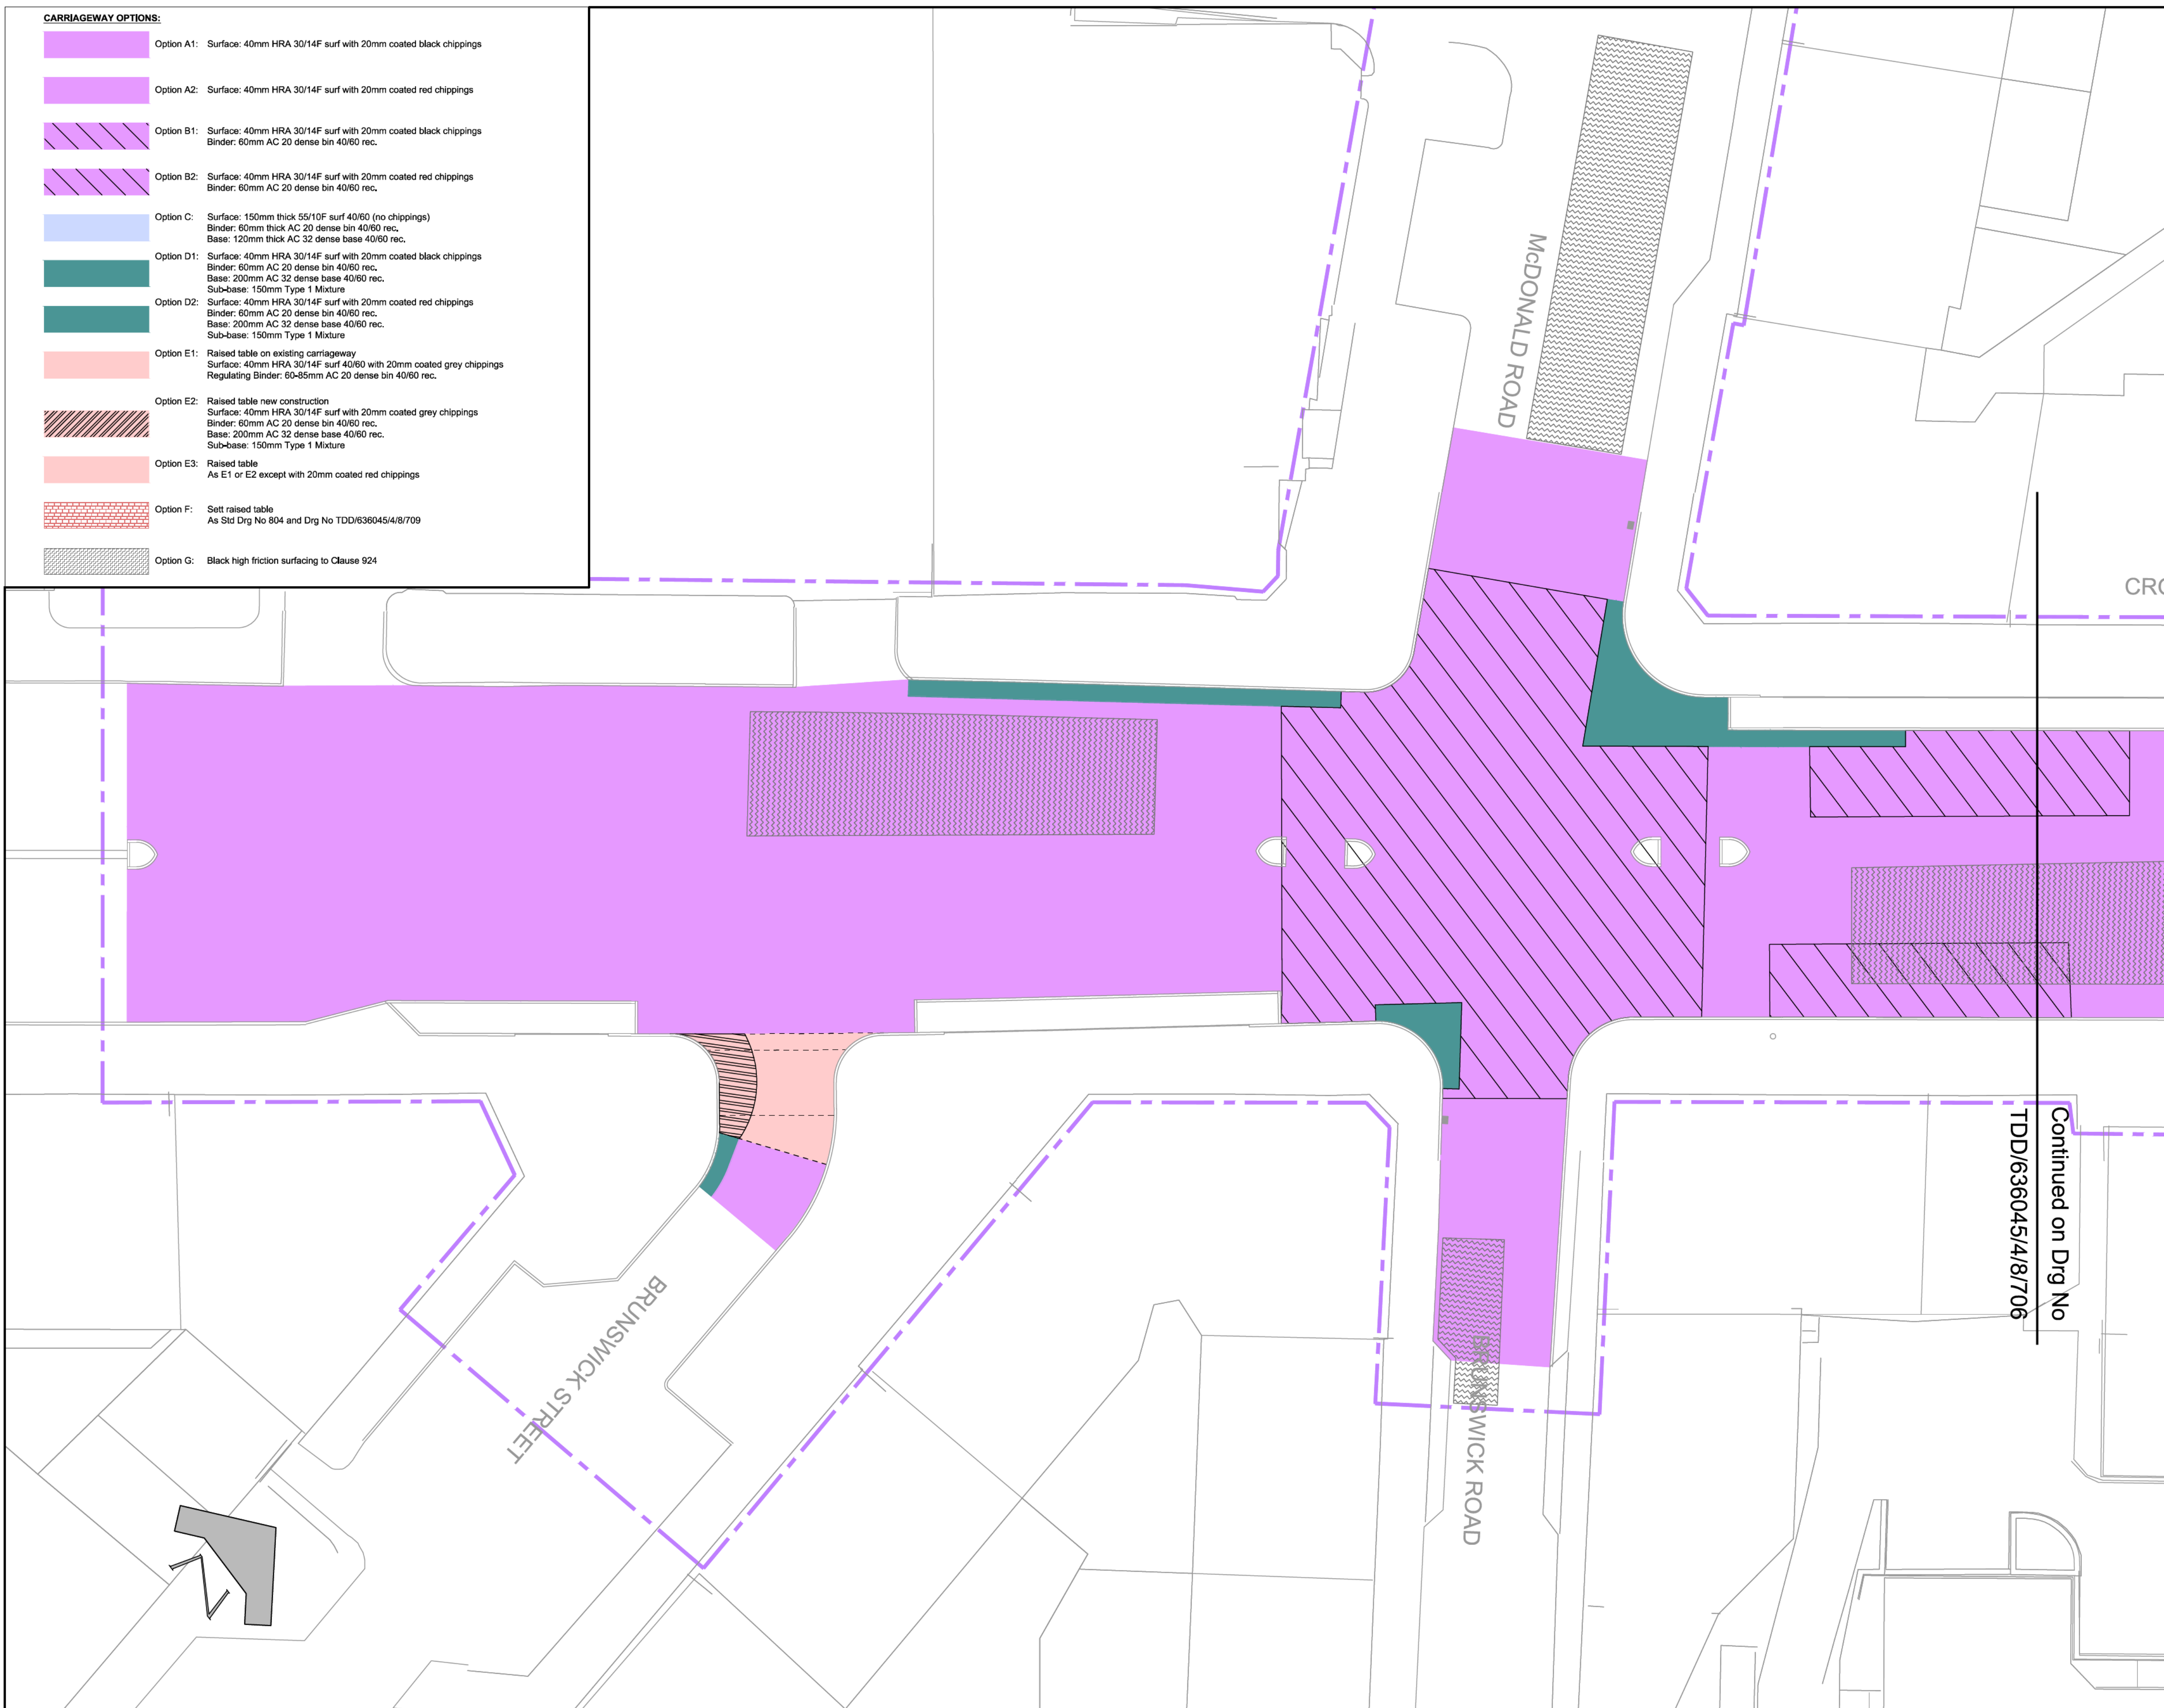 CARRIAGEWAY OPTIONS:
Option A1: Surface: 40mm HRA 30/14F surf with 20mm coated black chippings
Option A2: Surface: 40mm HRA 30/14F surf with 20mm coated red chippings
Option B1: Surface: 40mm HRA 30/14F surf with 20mm coated black chippings
Binder: 60mm AC 20 dense bin 40/60 rec.
Option B2: Surface: 40mm HRA 30/14F surf with 20mm coated red chippings
Binder: 60mm AC 20 dense bin 40/60 rec.
Option C: Surface: 150mm thick 55/10F surf 40/60 (no chippings)
Binder: 60mm thick AC 20 dense bin 40/60 rec.
Base: 120mm thick AC 32 dense base 40/60 rec.
Option D1: Surface: 40mm HRA 30/14F surf with 20mm coated black chippings
Binder: 60mm AC 20 dense bin 40/60 rec.
Base: 200mm AC 32 dense base 40/60 rec.
Sub-base: 150mm Type 1 Mixture
Option D2: Surface: 40mm HRA 30/14F surf with 20mm coated red chippings
Binder: 60mm AC 20 dense bin 40/60 rec.
Base: 200mm AC 32 dense base 40/60 rec.
Sub-base: 150mm Type 1 Mixture
Option E1: Raised table on existing carriageway
Surface: 40mm HRA 30/14F surf 40/60 with 20mm coated grey chippings
Regulating Binder: 60-85mm AC 20 dense bin 40/60 rec.
Option E2: Raised table new construction
Surface: 40mm HRA 30/14F surf with 20mm coated grey chippings
Binder: 60mm AC 20 dense bin 40/60 rec.
Base: 200mm AC 32 dense base 40/60 rec.
Sub-base: 150mm Type 1 Mixture
Option E3: Raised table
As E1 or E2 except with 20mm coated red chippings
Option F: Sett raised table
As Std Drg No 804 and Drg No TDD/636045/4/8/709
Option G: Black high friction surfacing to Clause 924
McDONALD ROAD
CRO
Continued on Drg No
TDD/636045/4/8/706
BRUNSWICK STREET
BRUNSWICK ROAD